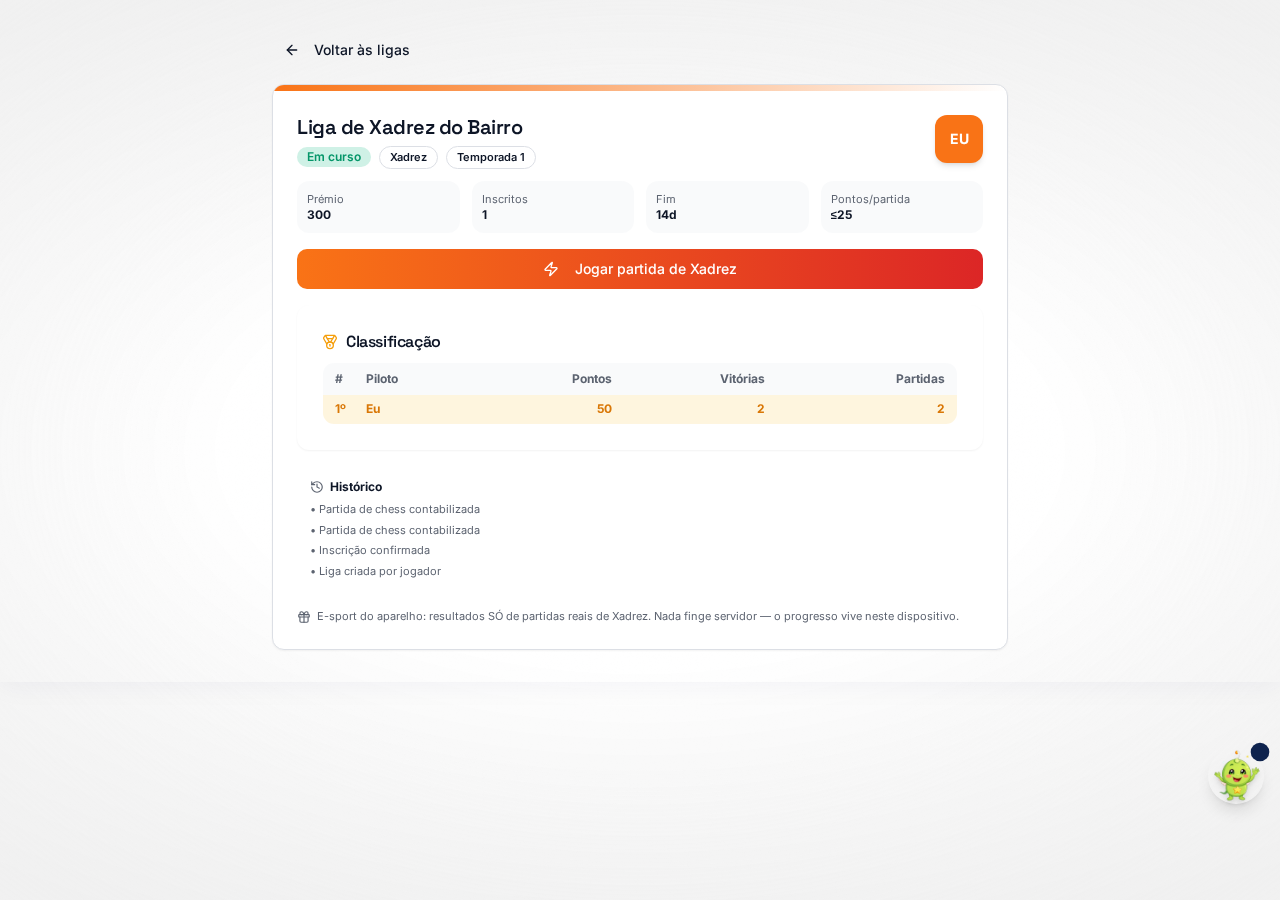 Voltar às ligas
Liga de Xadrez do Bairro
EU
Em curso
Xadrez
Temporada 1
Prémio
300
Inscritos
1
Fim
14d
Pontos/partida
≤25
Jogar partida de Xadrez
Classificação
# Piloto Pontos Vitórias Partidas
1º Eu 50 2 2
Histórico
• Partida de chess contabilizada
• Partida de chess contabilizada
• Inscrição confirmada
• Liga criada por jogador
E-sport do aparelho: resultados SÓ de partidas reais de Xadrez. Nada finge servidor — o progresso vive neste dispositivo.